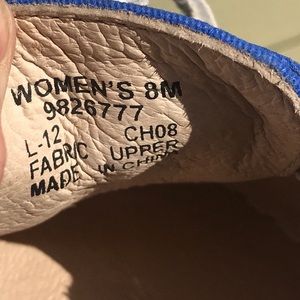 WOMEN'S 8M
9826777
L-12 CH08
FABRIC UPPER
MADE IN CHINA